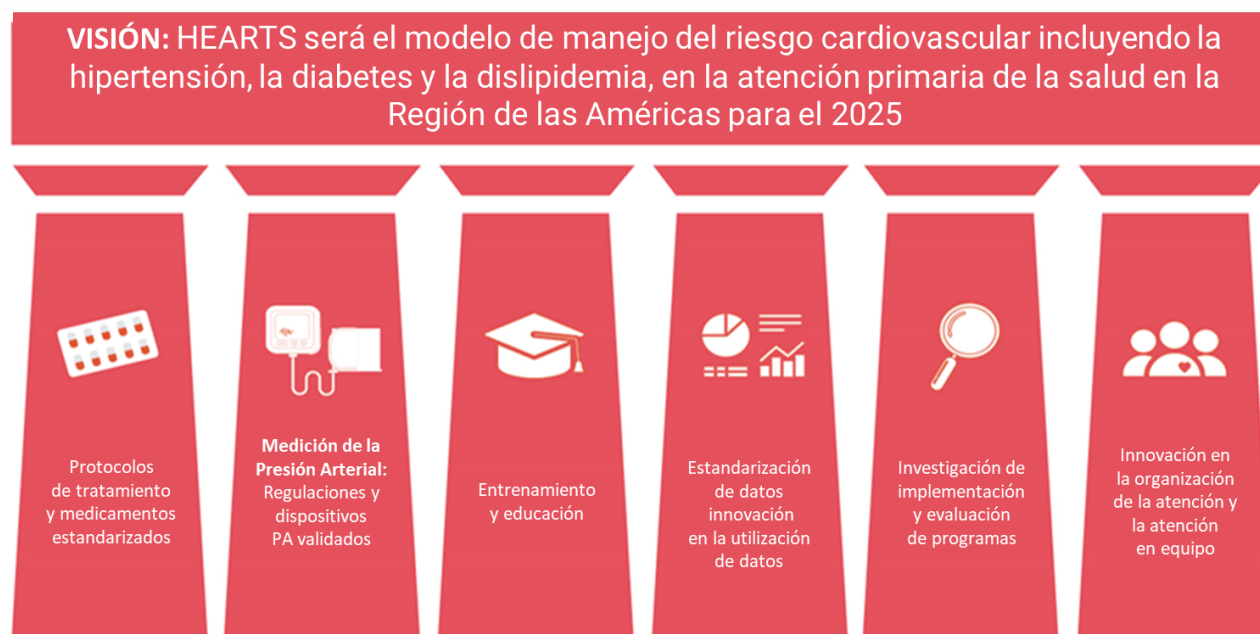 VISIÓN: HEARTS será el modelo de manejo del riesgo cardiovascular incluyendo la
hipertensión, la diabetes y la dislipidemia, en la atención primaria de la salud en la
Región de las Américas para el 2025
Protocolos
de tratamiento
y medicamentos
estandarizados
Medición de la
Presión Arterial:
Regulaciones y
dispositivos
PA validados
Entrenamiento
y educación
Estandarización
de datos
innovación
en la utilización
de datos
Investigación de
implementación
y evaluación
de programas
Innovación en
la organización
de la atención y
la atención
en equipo